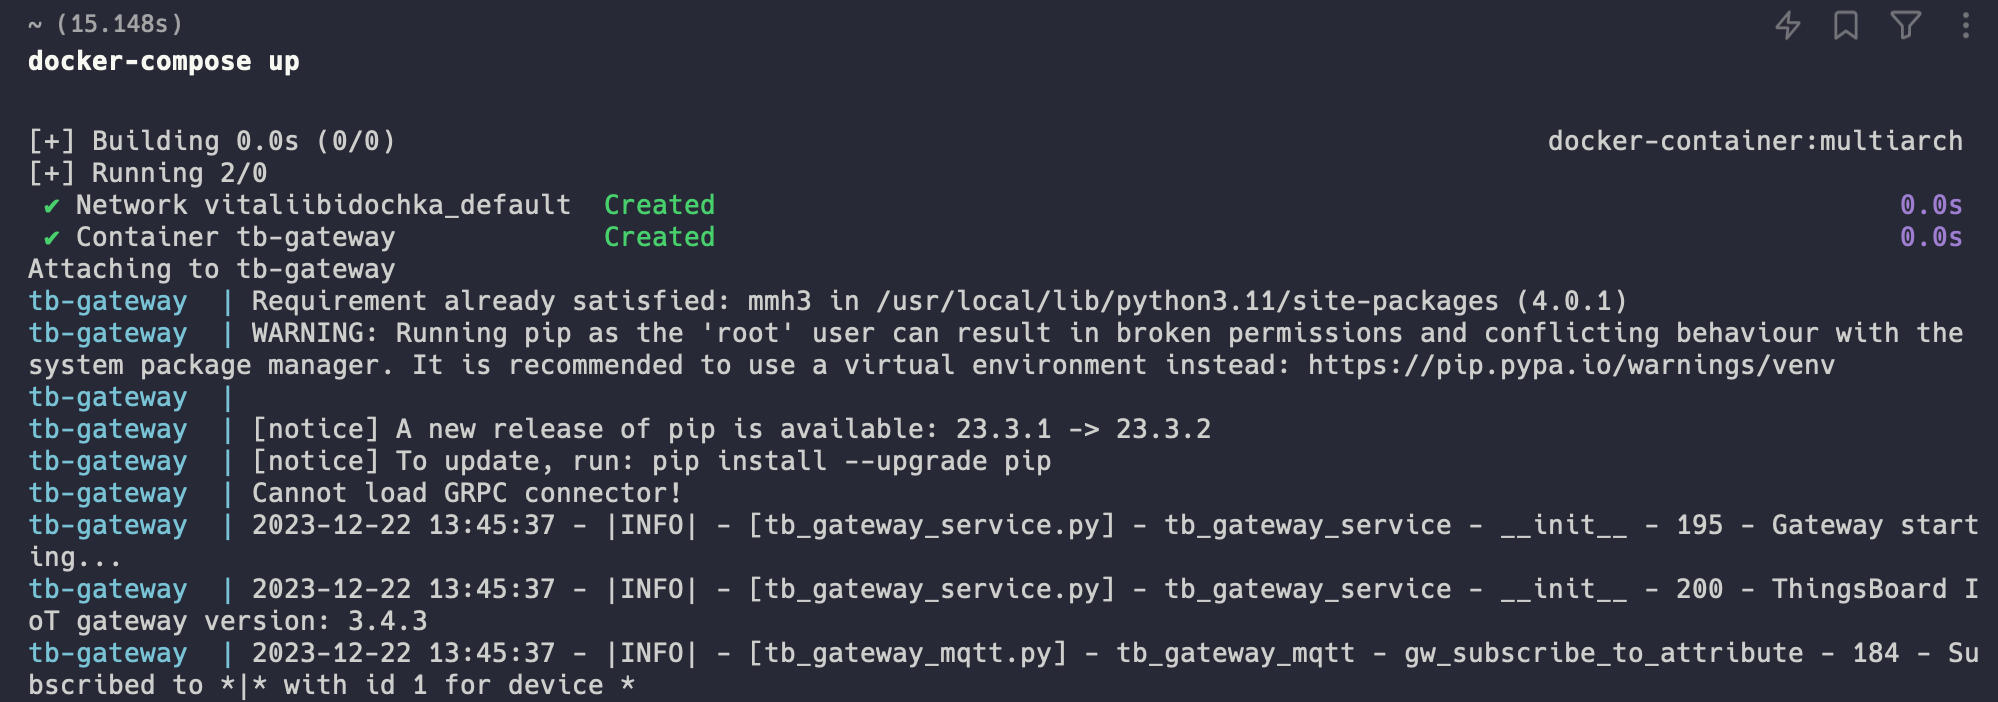 ~ (15.148s)
docker-compose up
[+] Building 0.0s (0/0) docker-container:multiarch
[+] Running 2/0
✔ Network vitaliibidochka_default Created 0.0s
✔ Container tb-gateway Created 0.0s
Attaching to tb-gateway
tb-gateway | Requirement already satisfied: mmh3 in /usr/local/lib/python3.11/site-packages (4.0.1)
tb-gateway | WARNING: Running pip as the 'root' user can result in broken permissions and conflicting behaviour with the
system package manager. It is recommended to use a virtual environment instead: https://pip.pypa.io/warnings/venv
tb-gateway |
tb-gateway | [notice] A new release of pip is available: 23.3.1 -> 23.3.2
tb-gateway | [notice] To update, run: pip install --upgrade pip
tb-gateway | Cannot load GRPC connector!
tb-gateway | 2023-12-22 13:45:37 - |INFO| - [tb_gateway_service.py] - tb_gateway_service - __init__ - 195 - Gateway start
ing...
tb-gateway | 2023-12-22 13:45:37 - |INFO| - [tb_gateway_service.py] - tb_gateway_service - __init__ - 200 - ThingsBoard I
oT gateway version: 3.4.3
tb-gateway | 2023-12-22 13:45:37 - |INFO| - [tb_gateway_mqtt.py] - tb_gateway_mqtt - gw_subscribe_to_attribute - 184 - Su
bscribed to *|* with id 1 for device *